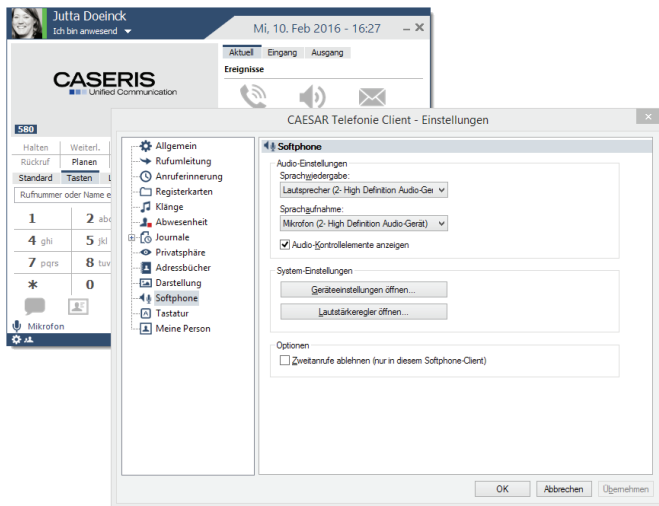 Jutta Doeinck
Ich bin anwesend
Mi, 10. Feb 2016 - 16:27
Aktuell Eingang Ausgang
Ereignisse
CASERIS
Unified Communication
580
Halten Weiterl.
Rückruf Planen
Standard Tasten
Rufnummer oder Name
1 2 abc
4 ghi 5 jkl
7 pqrs 8 tuv
* 0
Mikrofon
CAESAR Telefonie Client - Einstellungen
Allgemein
Rufumleitung
Anruferinnerung
Registerkarten
Klänge
Abwesenheit
Journale
Privatsphäre
Adressbücher
Darstellung
Softphone
Tastatur
Meine Person
Softphone
Audio-Einstellungen
Sprachwiedergabe:
Lautsprecher (2- High Definition Audio-Ger
Sprachaufnahme:
Mikrofon (2- High Definition Audio-Gerät)
Audio-Kontrollelemente anzeigen
System-Einstellungen
Geräteeinstellungen öffnen...
Lautstärkeregler öffnen...
Optionen
Zweitanrufe ablehnen (nur in diesem Softphone-Client)
OK Abbrechen Übernehmen